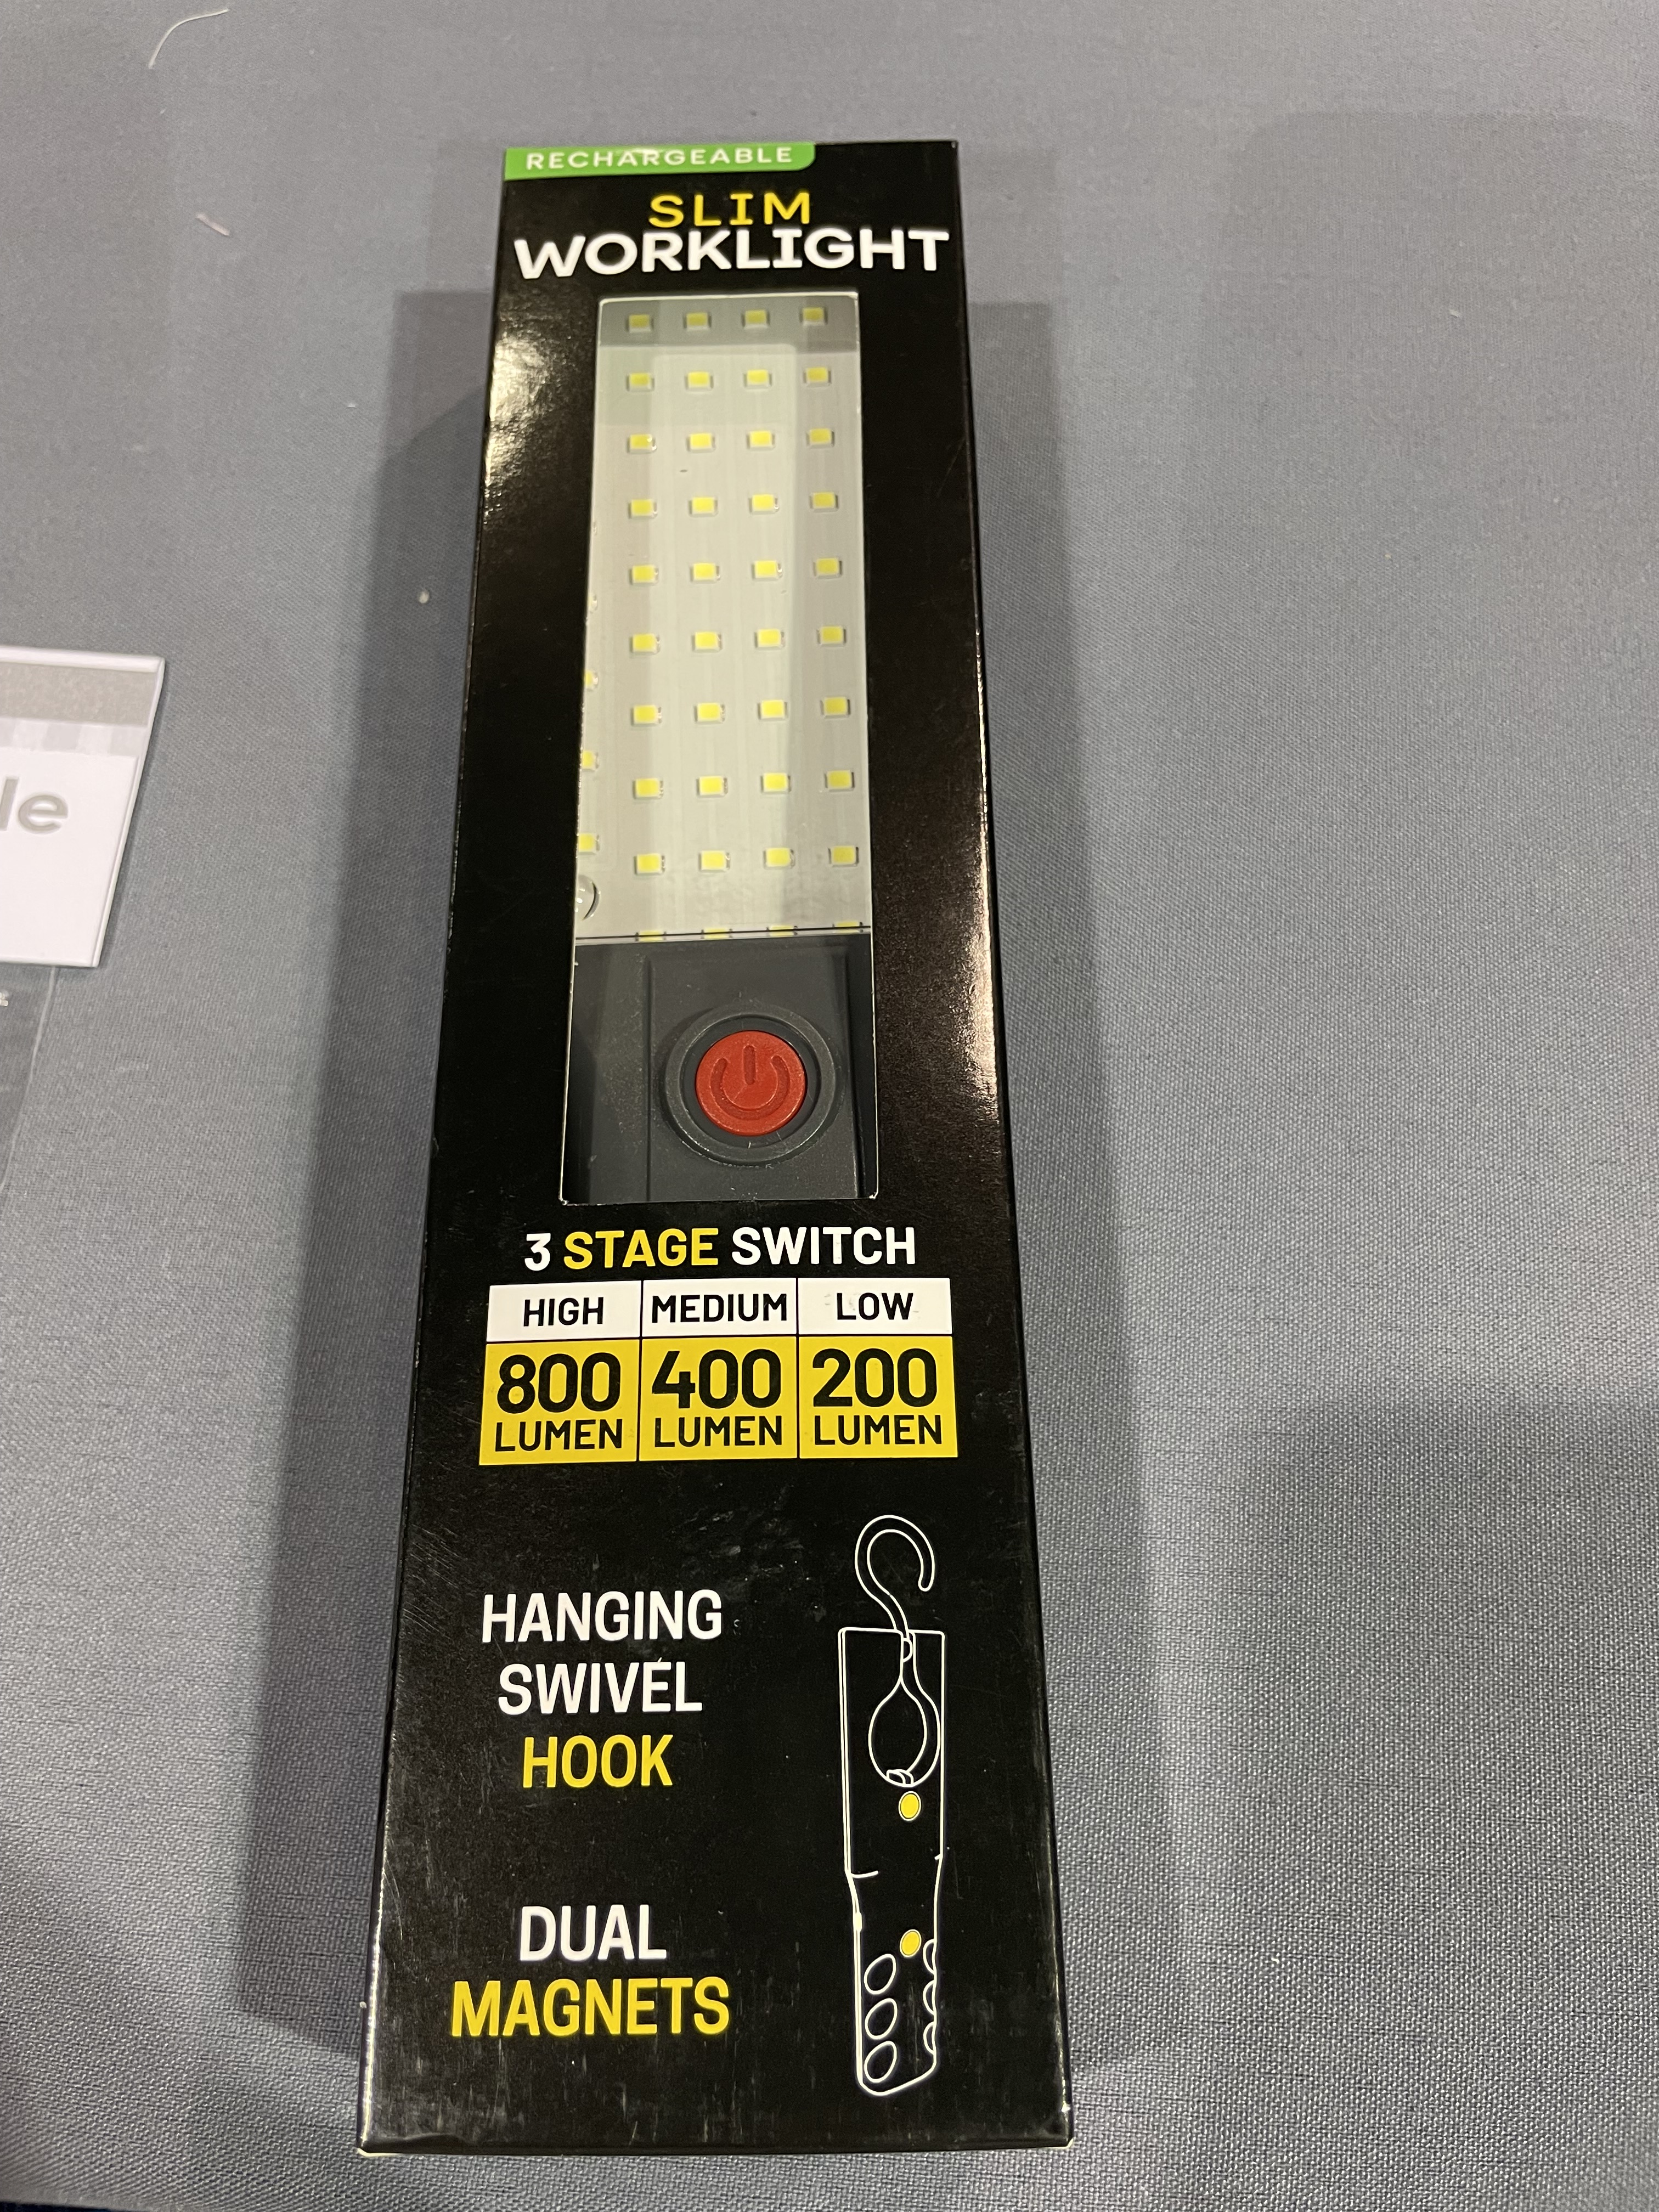 RECHARGEABLE
SLIM
WORKLIGHT
le
3 STAGE SWITCH
HIGH MEDIUM LOW
800 400 200
LUMEN LUMEN LUMEN
HANGING
SWIVEL
HOOK
DUAL
MAGNETS